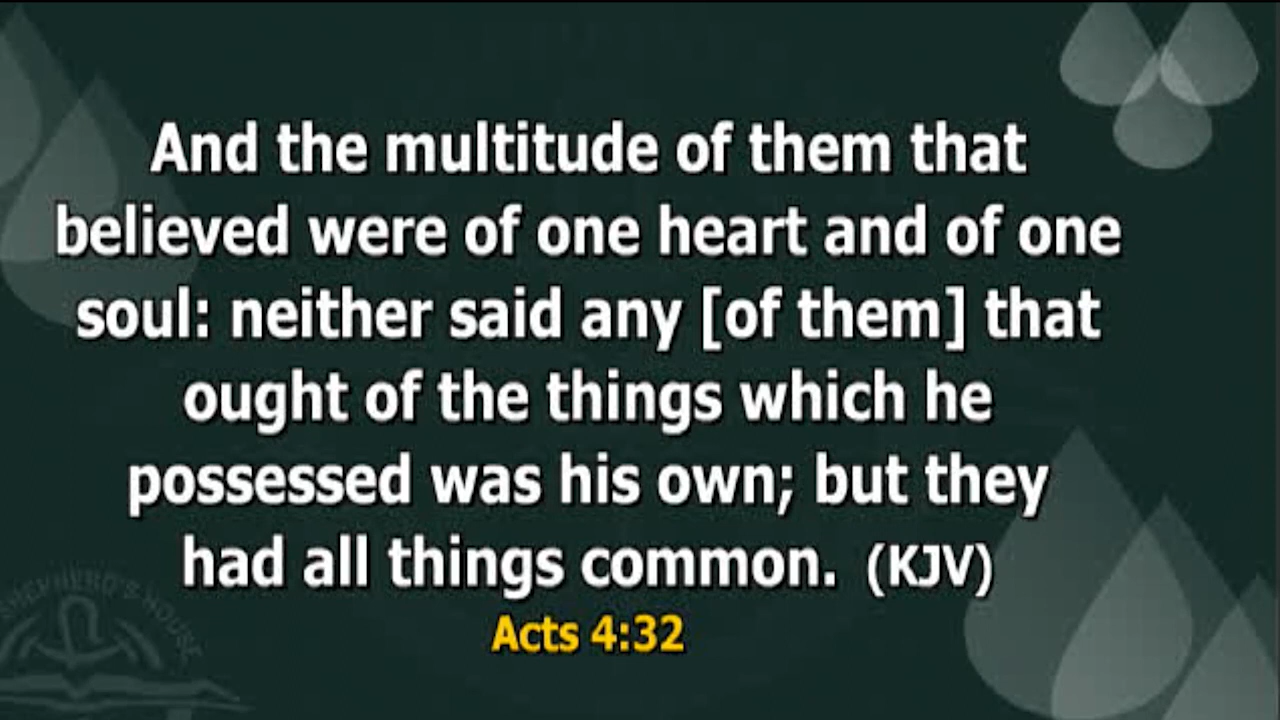 And the multitude of them that
believed were of one heart and of one
soul: neither said any [of them] that
ought of the things which he
possessed was his own; but they
had all things common. (KJV)
Acts 4:32
SHEPHERD'S HOUSE